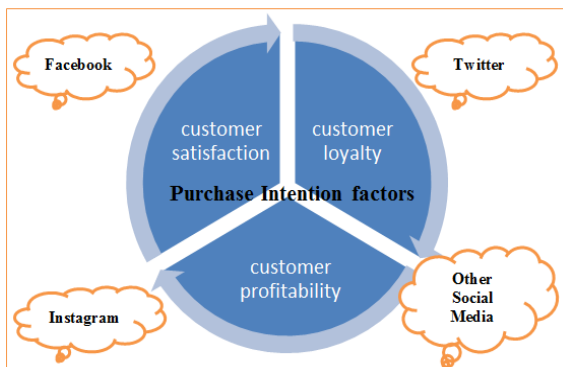 Facebook
Twitter
customer
satisfaction
customer
loyalty
Purchase Intention factors
customer
profitability
Instagram
Other
Social
Media